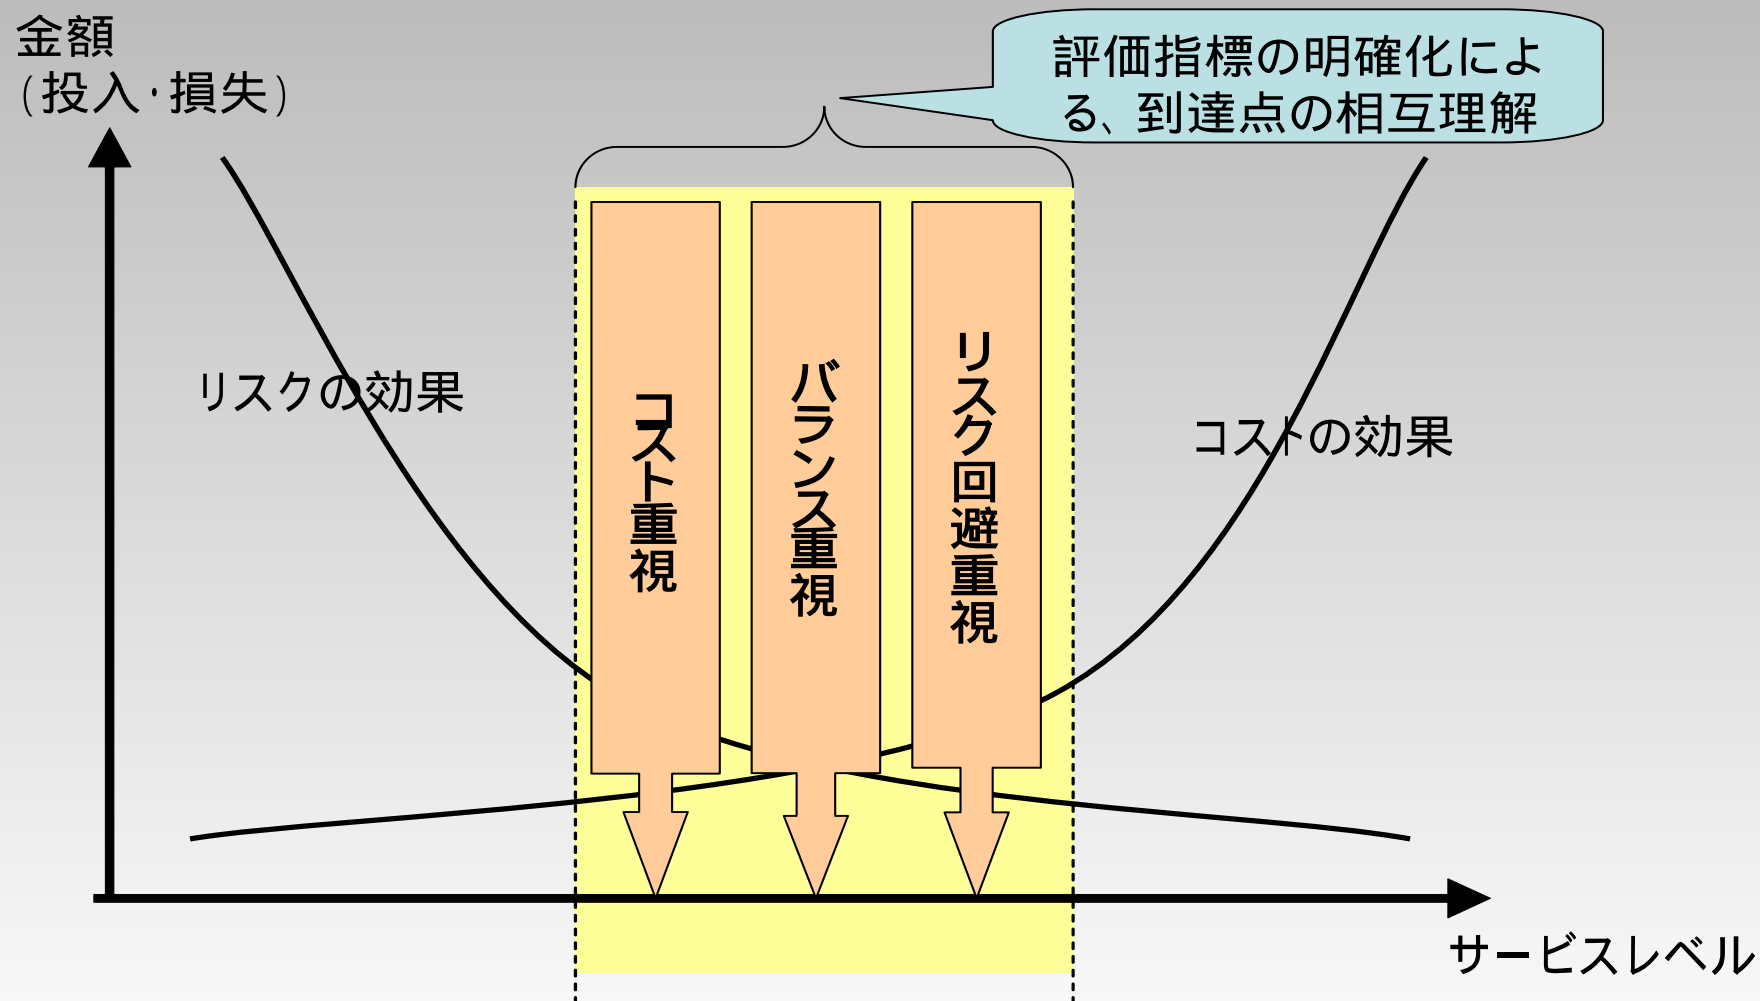 金額
(投入・損失)
評価指標の明確化によ
る、到達点の相互理解
リスクの効果
コスト重視
バランス重視
リスク回避重視
コストの効果
サービスレベル